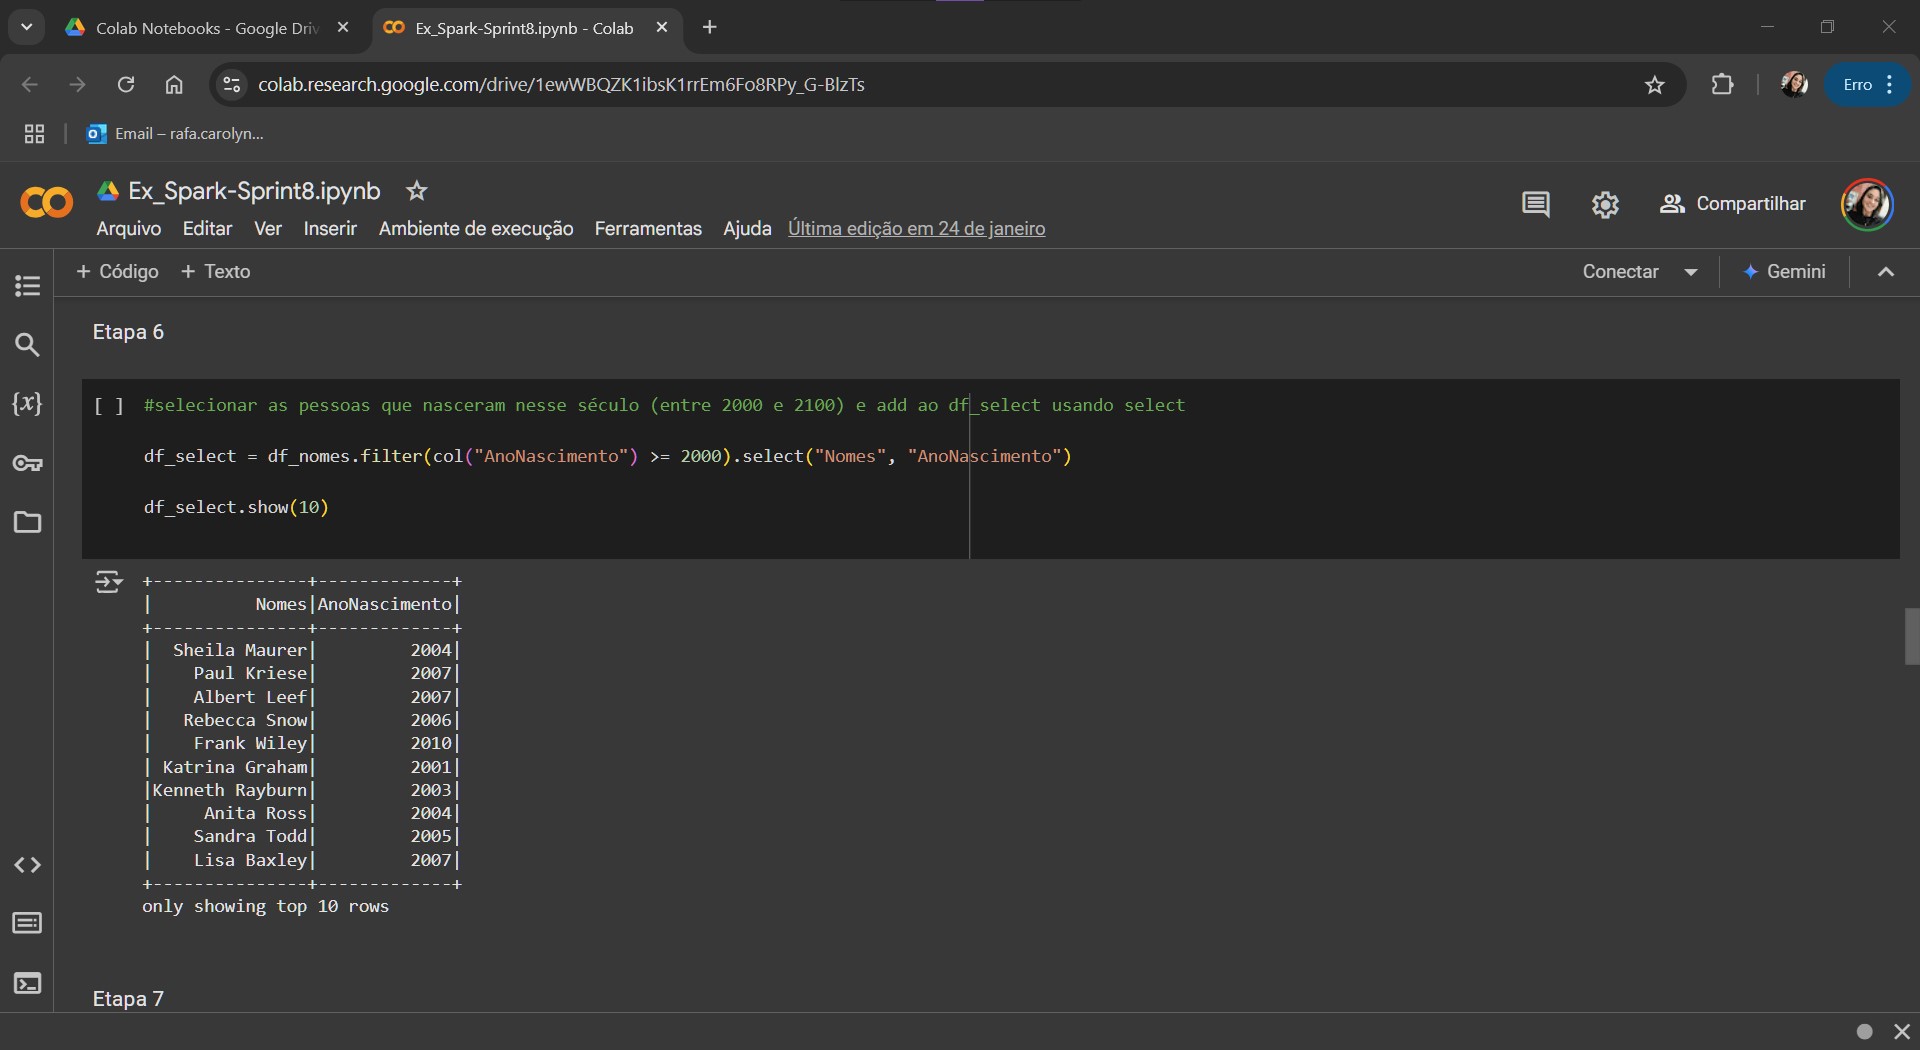 Colab Notebooks - Google Driv
Ex_Spark-Sprint8.ipynb - Colab
colab.research.google.com/drive/1ewWBQZK1ibsK1rrEm6Fo8RPy_G-BlzTs
Erro
Email – rafa.carolyn...
Ex_Spark-Sprint8.ipynb
Compartilhar
Arquivo Editar Ver Inserir Ambiente de execução Ferramentas Ajuda Última edição em 24 de janeiro
+ Código + Texto
Conectar
Gemini
Etapa 6
[ ] #selecionar as pessoas que nasceram nesse século (entre 2000 e 2100) e add ao df_select usando select
df_select = df_nomes.filter(col("AnoNascimento") >= 2000).select("Nomes", "AnoNascimento")
df_select.show(10)
+---------------+-------------+
|          Nomes|AnoNascimento|
+---------------+-------------+
|  Sheila Maurer|         2004|
|    Paul Kriese|         2007|
|    Albert Leef|         2007|
|   Rebecca Snow|         2006|
|    Frank Wiley|         2010|
| Katrina Graham|         2001|
|Kenneth Rayburn|         2003|
|     Anita Ross|         2004|
|    Sandra Todd|         2005|
|    Lisa Baxley|         2007|
+---------------+-------------+
only showing top 10 rows
Etapa 7